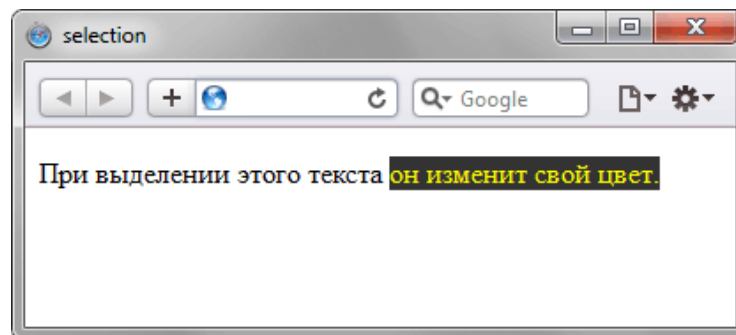 selection
Google
При выделении этого текста он изменит свой цвет.